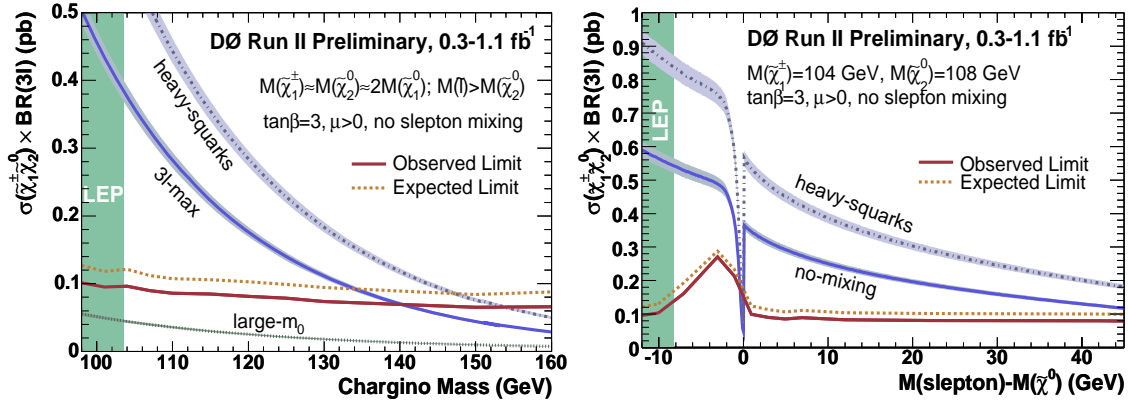 DØ Run II Preliminary, 0.3-1.1 fb⁻¹
M(χ̃₁±)≈M(χ̃₂⁰)≈2M(χ̃₁⁰); M(l̃)>M(χ̃₂⁰)
tanβ=3, μ>0, no slepton mixing
Observed Limit
Expected Limit
heavy-squarks
3l-max
large-m₀
LEP
σ(χ̃₁±χ̃₂⁰) × BR(3l) (pb)
0.5
0.4
0.3
0.2
0.1
0
100 110 120 130 140 150 160
Chargino Mass (GeV)
DØ Run II Preliminary, 0.3-1.1 fb⁻¹
M(χ̃₁±)=104 GeV, M(χ̃₂⁰)=108 GeV
tanβ=3, μ>0, no slepton mixing
Observed Limit
Expected Limit
heavy-squarks
no-mixing
LEP
σ(χ̃₁±χ̃₂⁰) × BR(3l) (pb)
1
0.9
0.8
0.7
0.6
0.5
0.4
0.3
0.2
0.1
0
-10 0 10 20 30 40
M(slepton)-M(χ̃⁰) (GeV)